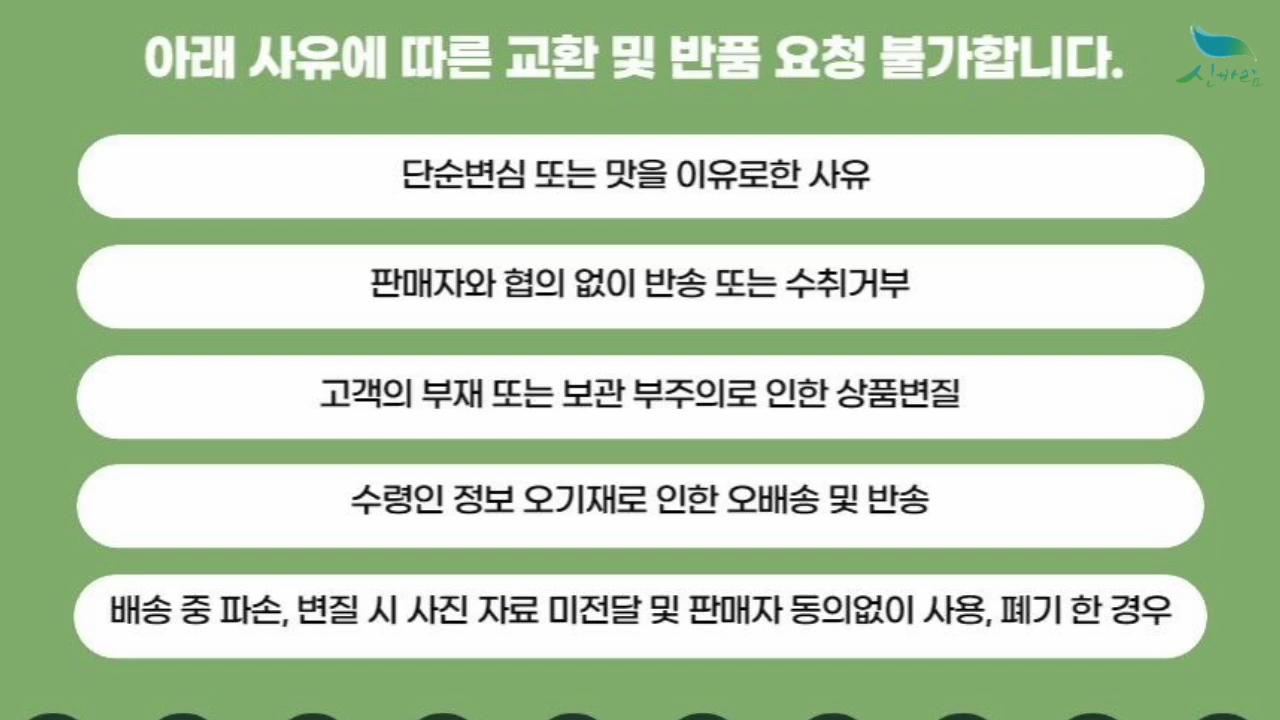 아래 사유에 따른 교환 및 반품 요청 불가합니다.
신바람
단순변심 또는 맛을 이유로한 사유
판매자와 협의 없이 반송 또는 수취거부
고객의 부재 또는 보관 부주의로 인한 상품변질
수령인 정보 오기재로 인한 오배송 및 반송
배송 중 파손, 변질 시 사진 자료 미전달 및 판매자 동의없이 사용, 폐기 한 경우